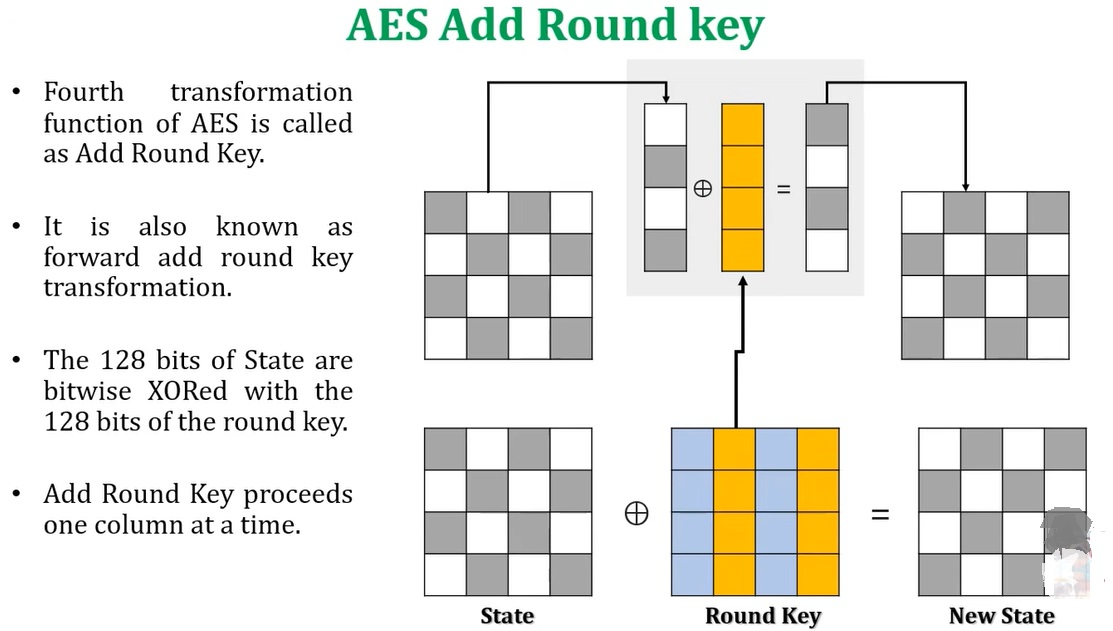 AES Add Round key
• Fourth transformation
function of AES is called
as Add Round Key.
• It is also known as
forward add round key
transformation.
• The 128 bits of State are
bitwise XORed with the
128 bits of the round key.
• Add Round Key proceeds
one column at a time.
⊕ =
⊕ =
State Round Key New State